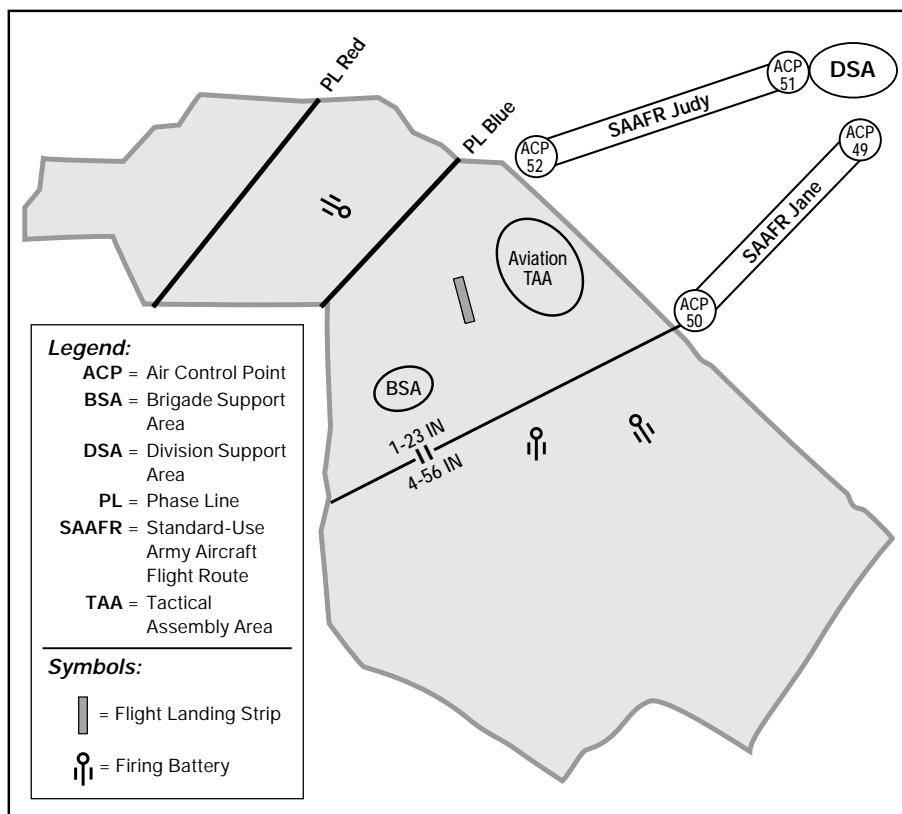 PL Red
PL Blue
SAAFR Judy
ACP
51
DSA
ACP
52
ACP
49
SAAFR Jane
ACP
50
Aviation
TAA
BSA
1-23 IN
4-56 IN
Legend:
ACP = Air Control Point
BSA = Brigade Support
Area
DSA = Division Support
Area
PL = Phase Line
SAAFR = Standard-Use
Army Aircraft
Flight Route
TAA = Tactical
Assembly Area
Symbols:
= Flight Landing Strip
= Firing Battery